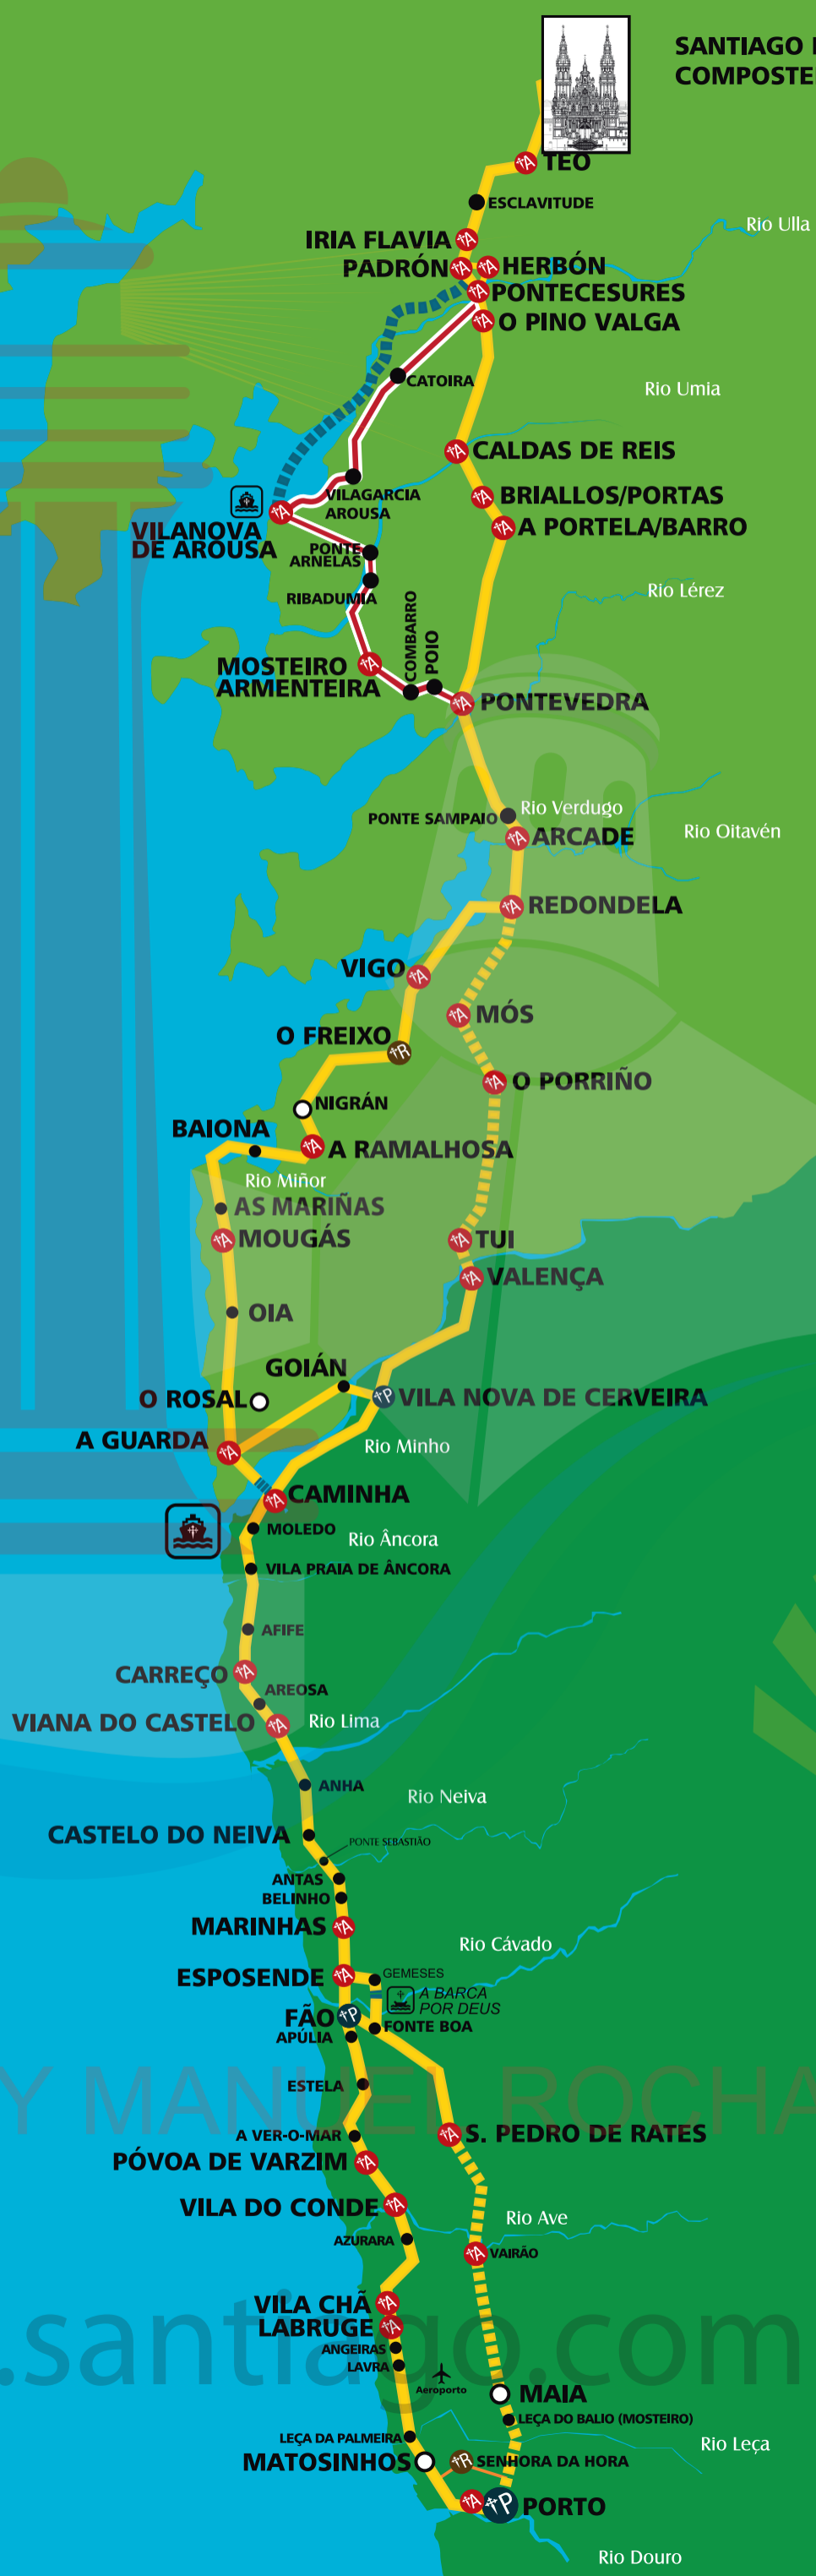 SANTIAGO D
COMPOSTE
TEO
ESCLAVITUDE
Rio Ulla
IRIA FLAVIA
PADRÓN
HERBÓN
PONTECESURES
O PINO VALGA
CATOIRA
Rio Umia
CALDAS DE REIS
VILAGARCIA
AROUSA
BRIALLOS/PORTAS
A PORTELA/BARRO
VILANOVA
DE AROUSA
PONTE
ARNELAS
RIBADUMIA
Rio Lérez
COMBARRO
POIO
MOSTEIRO
ARMENTEIRA
PONTEVEDRA
PONTE SAMPAIO
Rio Verdugo
ARCADE
Rio Oitavén
REDONDELA
VIGO
MÓS
O FREIXO
O PORRIÑO
NIGRÁN
BAIONA
A RAMALHOSA
Rio Miñor
AS MARIÑAS
MOUGÁS
TUI
VALENÇA
OIA
GOIÁN
O ROSAL
VILA NOVA DE CERVEIRA
A GUARDA
Rio Minho
CAMINHA
MOLEDO
Rio Âncora
VILA PRAIA DE ÂNCORA
AFIFE
CARREÇO
AREOSA
VIANA DO CASTELO
Rio Lima
ANHA
Rio Neiva
CASTELO DO NEIVA
PONTE SEBASTIÃO
ANTAS
BELINHO
MARINHAS
Rio Cávado
ESPOSENDE
GEMESES
A BARCA
POR DEUS
FÃO
FONTE BOA
APÚLIA
ESTELA
Y MANUEL ROCHA
A VER-O-MAR
S. PEDRO DE RATES
PÓVOA DE VARZIM
VILA DO CONDE
Rio Ave
AZURARA
VAIRÃO
VILA CHÃ
LABRUGE
.santiago.com
ANGEIRAS
LAVRA
Aeroporto
MAIA
LEÇA DO BALIO (MOSTEIRO)
LEÇA DA PALMEIRA
Rio Leça
MATOSINHOS
SENHORA DA HORA
PORTO
Rio Douro